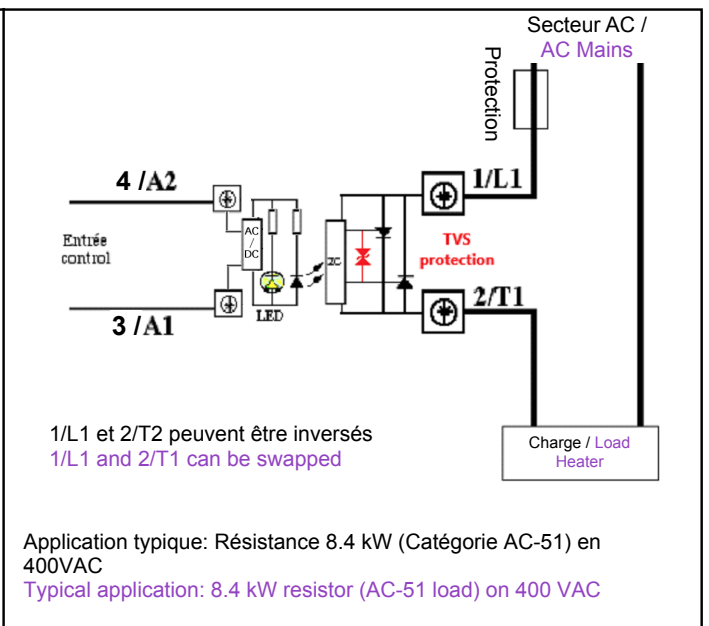 Secteur AC /
AC Mains
Protection
4 /A2
1/L1
AC
/
DC
ZC
TVS
protection
Entrée
control
LED
3 /A1
2/T1
1/L1 et 2/T2 peuvent être inversés
1/L1 and 2/T1 can be swapped
Charge / Load
Heater
Application typique: Résistance 8.4 kW (Catégorie AC-51) en
400VAC
Typical application: 8.4 kW resistor (AC-51 load) on 400 VAC